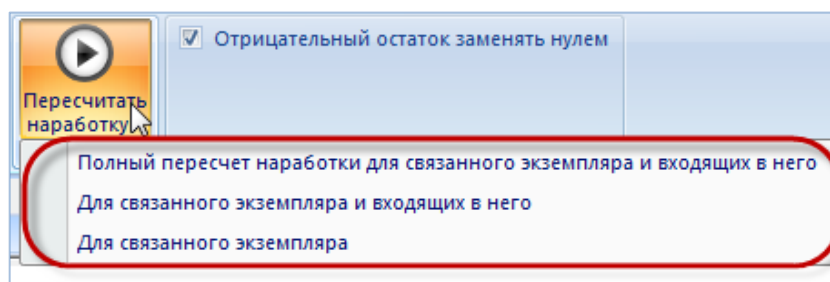 Отрицательный остаток заменять нулем
Пересчитать
наработку
Полный пересчет наработки для связанного экземпляра и входящих в него
Для связанного экземпляра и входящих в него
Для связанного экземпляра